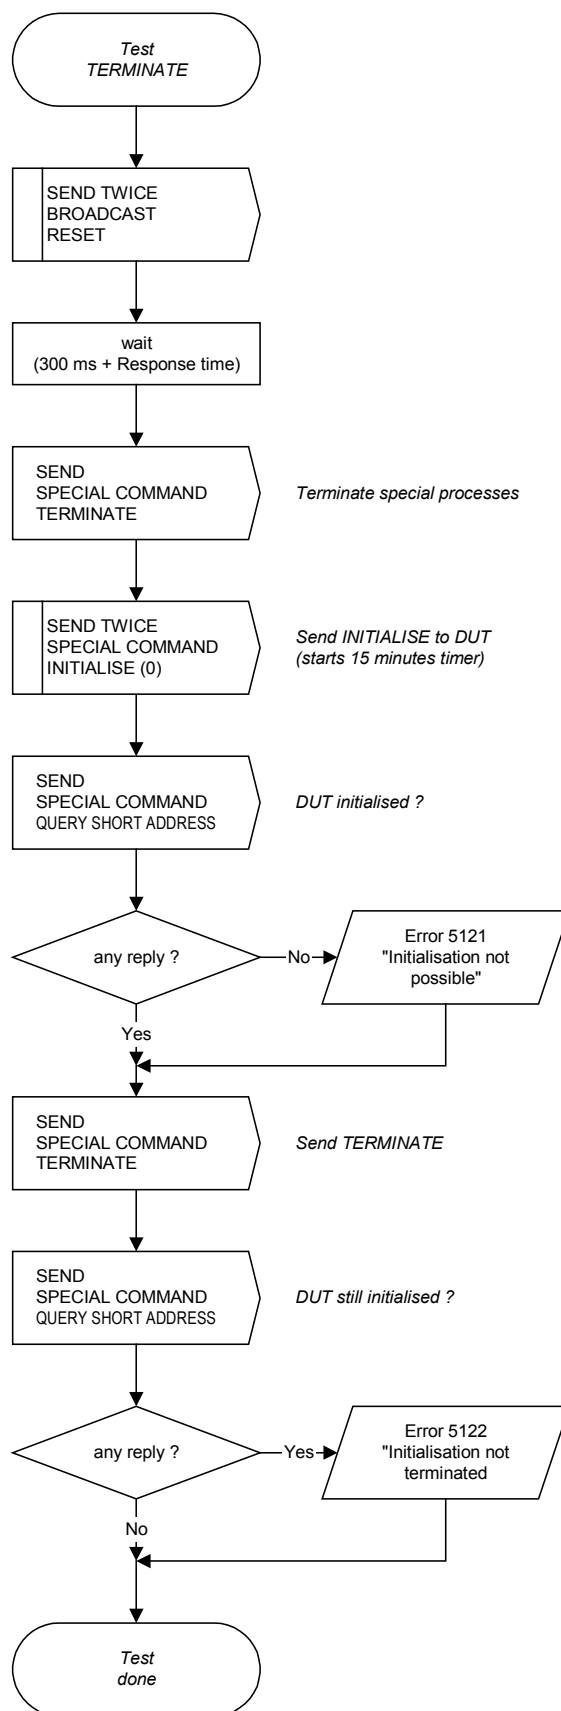 Test
TERMINATE
SEND TWICE
BROADCAST
RESET
wait
(300 ms + Response time)
SEND
SPECIAL COMMAND
TERMINATE
Terminate special processes
SEND TWICE
SPECIAL COMMAND
INITIALISE (0)
Send INITIALISE to DUT
(starts 15 minutes timer)
SEND
SPECIAL COMMAND
QUERY SHORT ADDRESS
DUT initialised ?
any reply ?
No
Error 5121
"Initialisation not
possible"
Yes
SEND
SPECIAL COMMAND
TERMINATE
Send TERMINATE
SEND
SPECIAL COMMAND
QUERY SHORT ADDRESS
DUT still initialised ?
any reply ?
Yes
Error 5122
"Initialisation not
terminated
No
Test
done